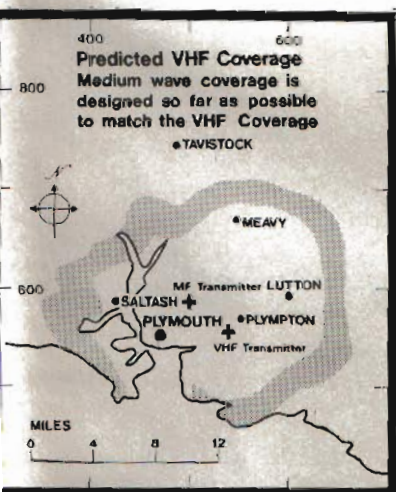 400 600
Predicted VHF Coverage
Medium wave coverage is
designed so far as possible
to match the VHF Coverage
800
TAVISTOCK
N
MEAVY
MF Transmitter LUTTON
600
SALTASH
PLYMOUTH PLYMPTON
VHF Transmitter
MILES
0 4 8 12